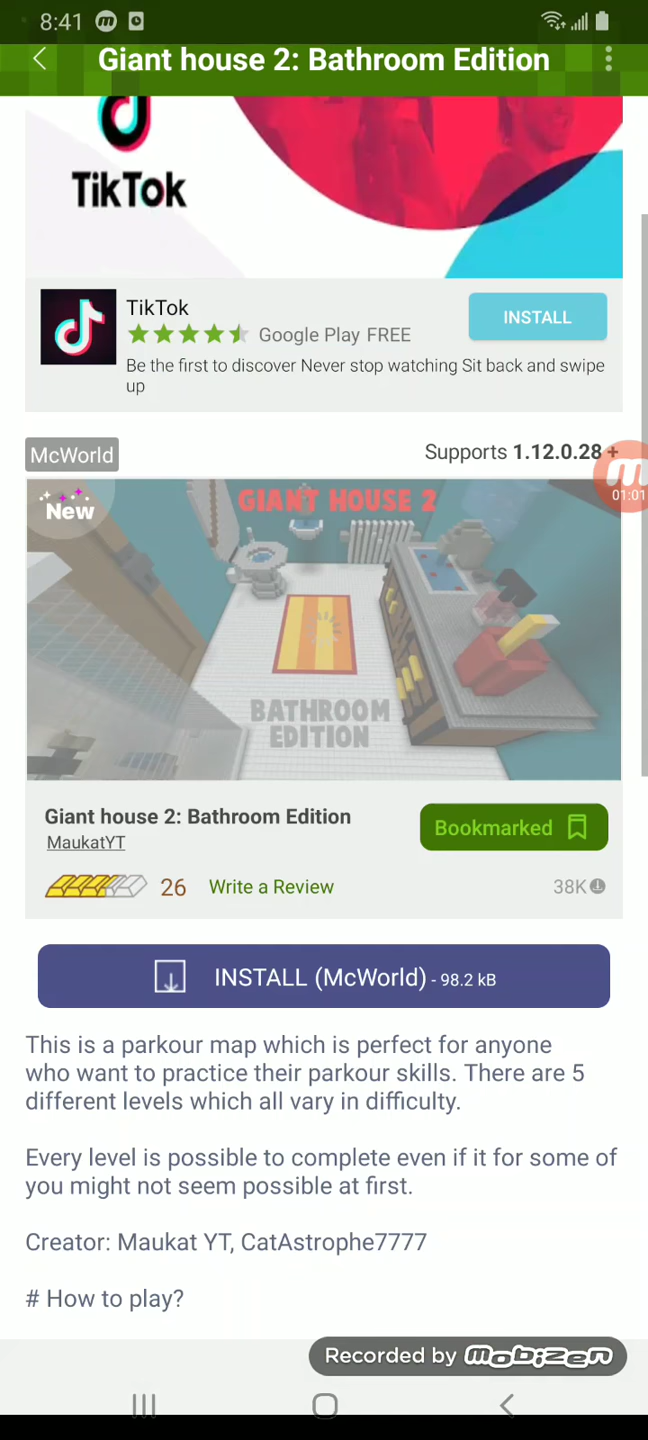 8:41
Giant house 2: Bathroom Edition
TikTok
TikTok
Google Play FREE
INSTALL
Be the first to discover Never stop watching Sit back and swipe
up
McWorld
Supports 1.12.0.28 +
01:01
New
GIANT HOUSE 2
BATHROOM
EDITION
Giant house 2: Bathroom Edition
MaukatYT
Bookmarked
26
Write a Review
38K
INSTALL (McWorld) - 98.2 kB
This is a parkour map which is perfect for anyone
who want to practice their parkour skills. There are 5
different levels which all vary in difficulty.
Every level is possible to complete even if it for some of
you might not seem possible at first.
Creator: Maukat YT, CatAstrophe7777
# How to play?
Recorded by mobizen